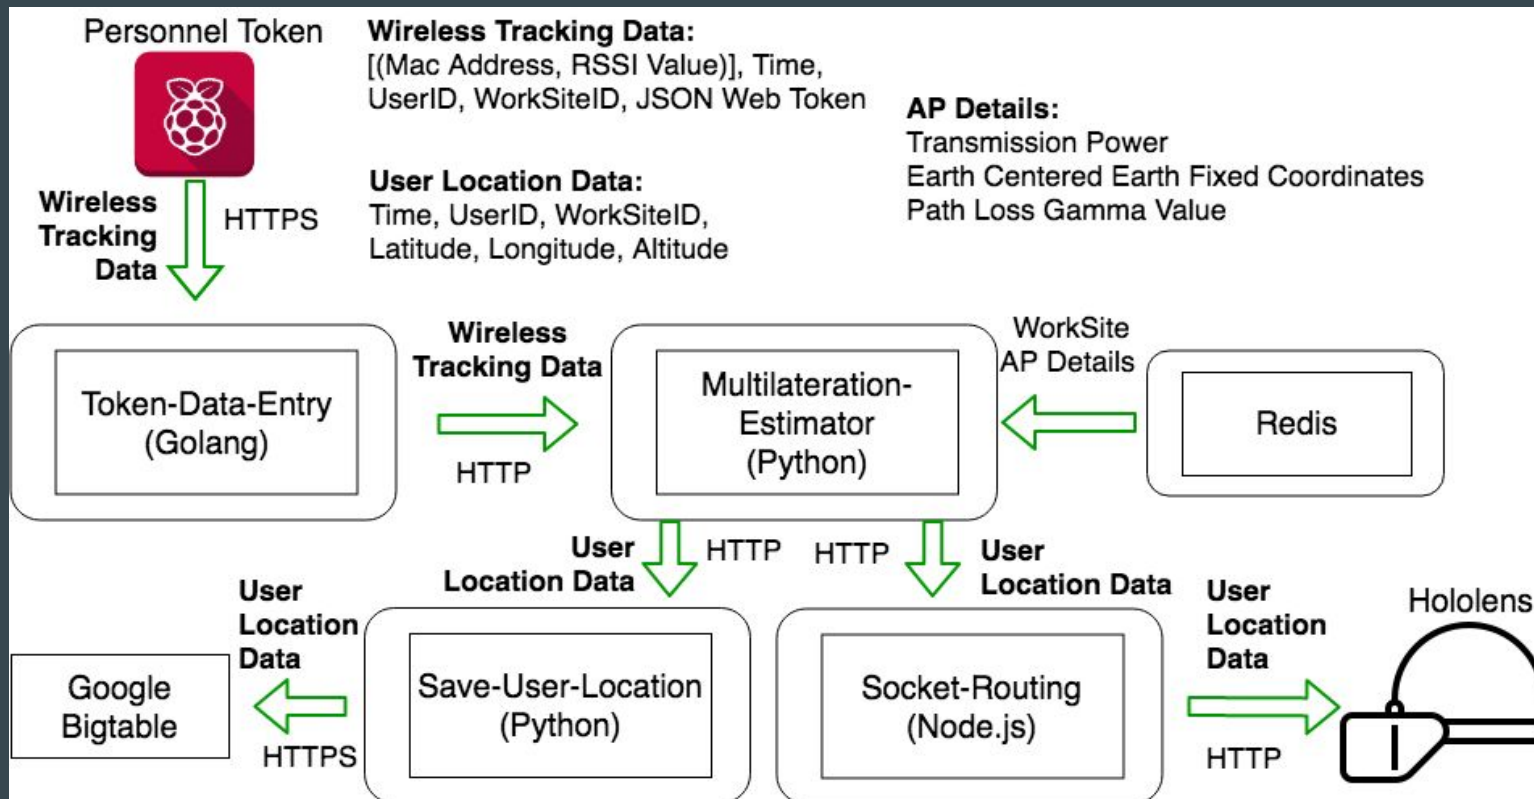 Personnel Token
Wireless Tracking Data:
[(Mac Address, RSSI Value)], Time,
UserID, WorkSiteID, JSON Web Token
AP Details:
Transmission Power
Earth Centered Earth Fixed Coordinates
Path Loss Gamma Value
User Location Data:
Time, UserID, WorkSiteID,
Latitude, Longitude, Altitude
Wireless
Tracking
Data
HTTPS
Token-Data-Entry
(Golang)
Wireless
Tracking Data
HTTP
Multilateration-
Estimator
(Python)
WorkSite
AP Details
Redis
User
Location Data
HTTP
HTTP
User
Location Data
User
Location
Data
Google
Bigtable
HTTPS
Save-User-Location
(Python)
Socket-Routing
(Node.js)
User
Location
Data
HTTP
Hololens